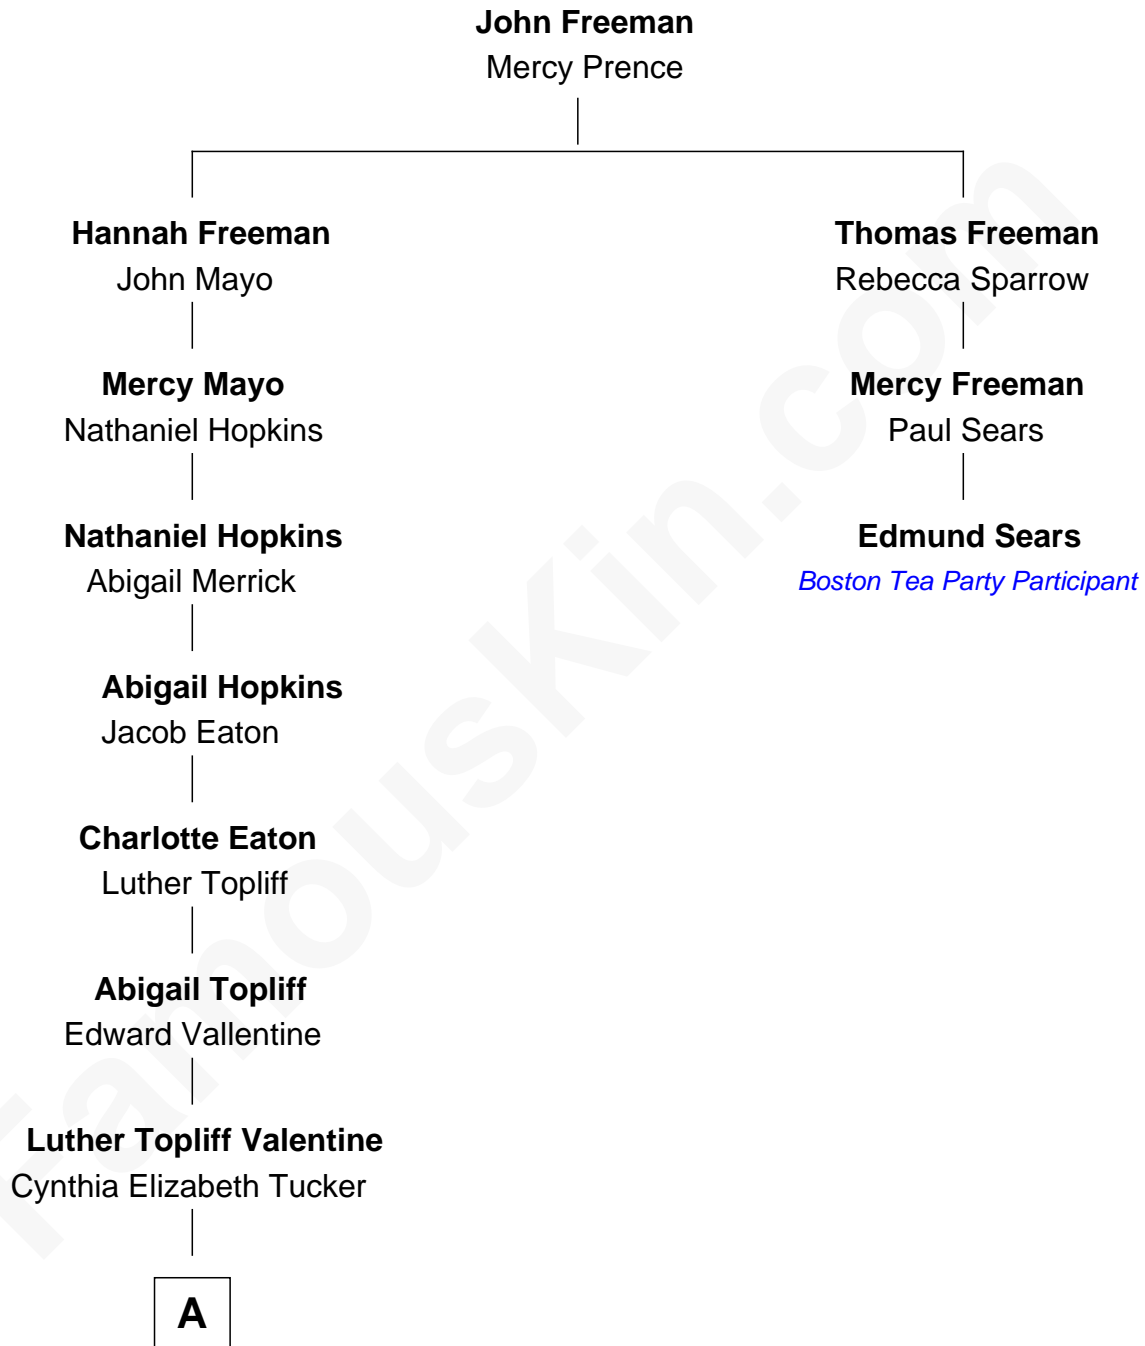 John Freeman
Mercy Prence
Hannah Freeman
John Mayo
Thomas Freeman
Rebecca Sparrow
Mercy Mayo
Nathaniel Hopkins
Mercy Freeman
Paul Sears
Nathaniel Hopkins
Abigail Merrick
Edmund Sears
Boston Tea Party Participant
Abigail Hopkins
Jacob Eaton
Charlotte Eaton
Luther Topliff
Abigail Topliff
Edward Vallentine
Luther Topliff Valentine
Cynthia Elizabeth Tucker
A
FamousKin.com